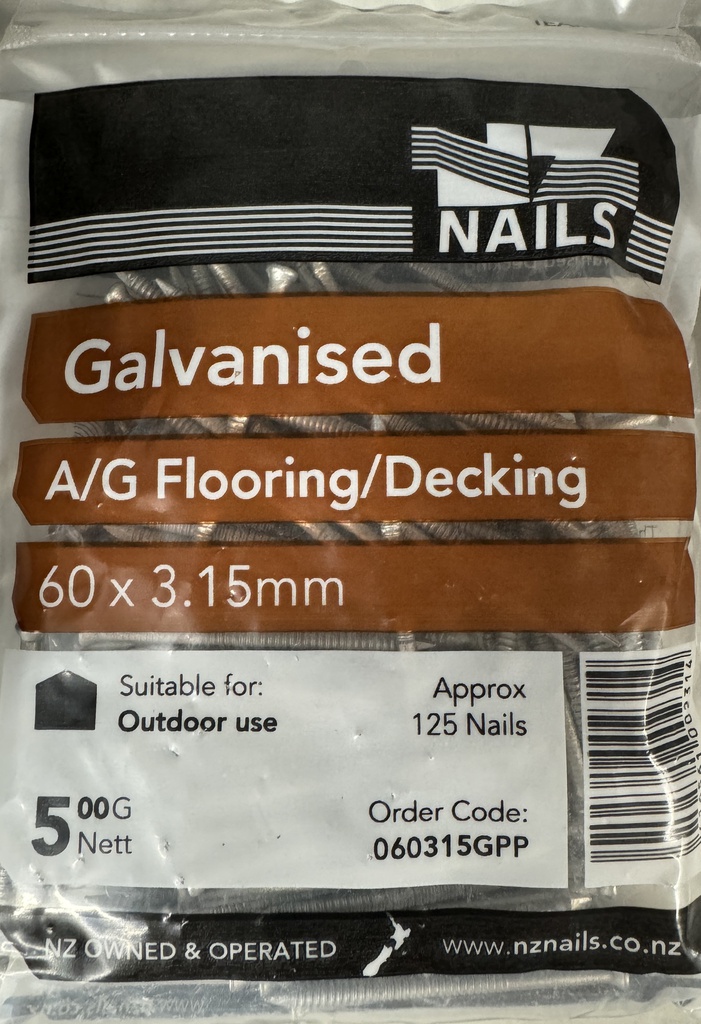 NZ
NAILS
Galvanised
A/G Flooring/Decking
60 x 3.15mm
Suitable for:
Outdoor use
Approx
125 Nails
500G
Nett
Order Code:
060315GPP
NZ OWNED & OPERATED
www.nznails.co.nz